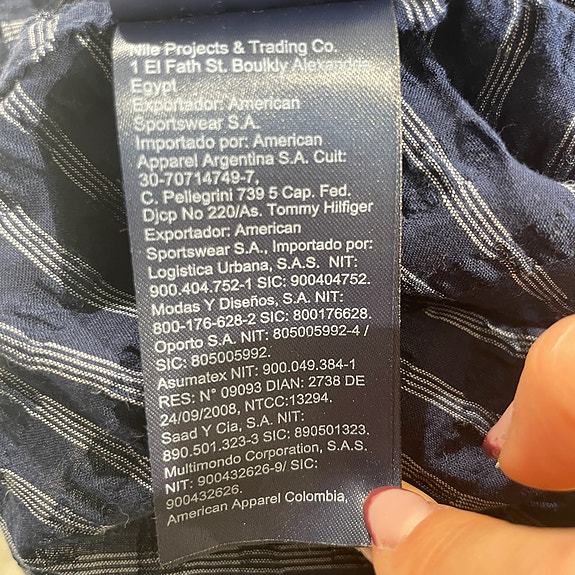 Nile Projects & Trading Co.
1 El Fath St. Boulkly Alexandria
Egypt
Exportador: American
Sportswear S.A.
Importado por: American
Apparel Argentina S.A. Cuit:
30-70714749-7,
C. Pellegrini 739 5 Cap. Fed.
Djcp No 220/As. Tommy Hilfiger
Exportador: American
Sportswear S.A., Importado por:
Logistica Urbana, S.A.S. NIT:
900.404.752-1 SIC: 900404752.
Modas Y Diseños, S.A. NIT:
800-176-628-2 SIC: 800176628.
Oporto S.A. NIT: 805005992-4 /
SIC: 805005992.
Asumatex NIT: 900.049.384-1
RES: N° 09093 DIAN: 2738 DE
24/09/2008, NTCC:13294.
Saad Y Cia, S.A. NIT:
890.501.323-3 SIC: 890501323.
Multimondo Corporation, S.A.S.
NIT: 900432626-9/ SIC:
900432626.
American Apparel Colombia,